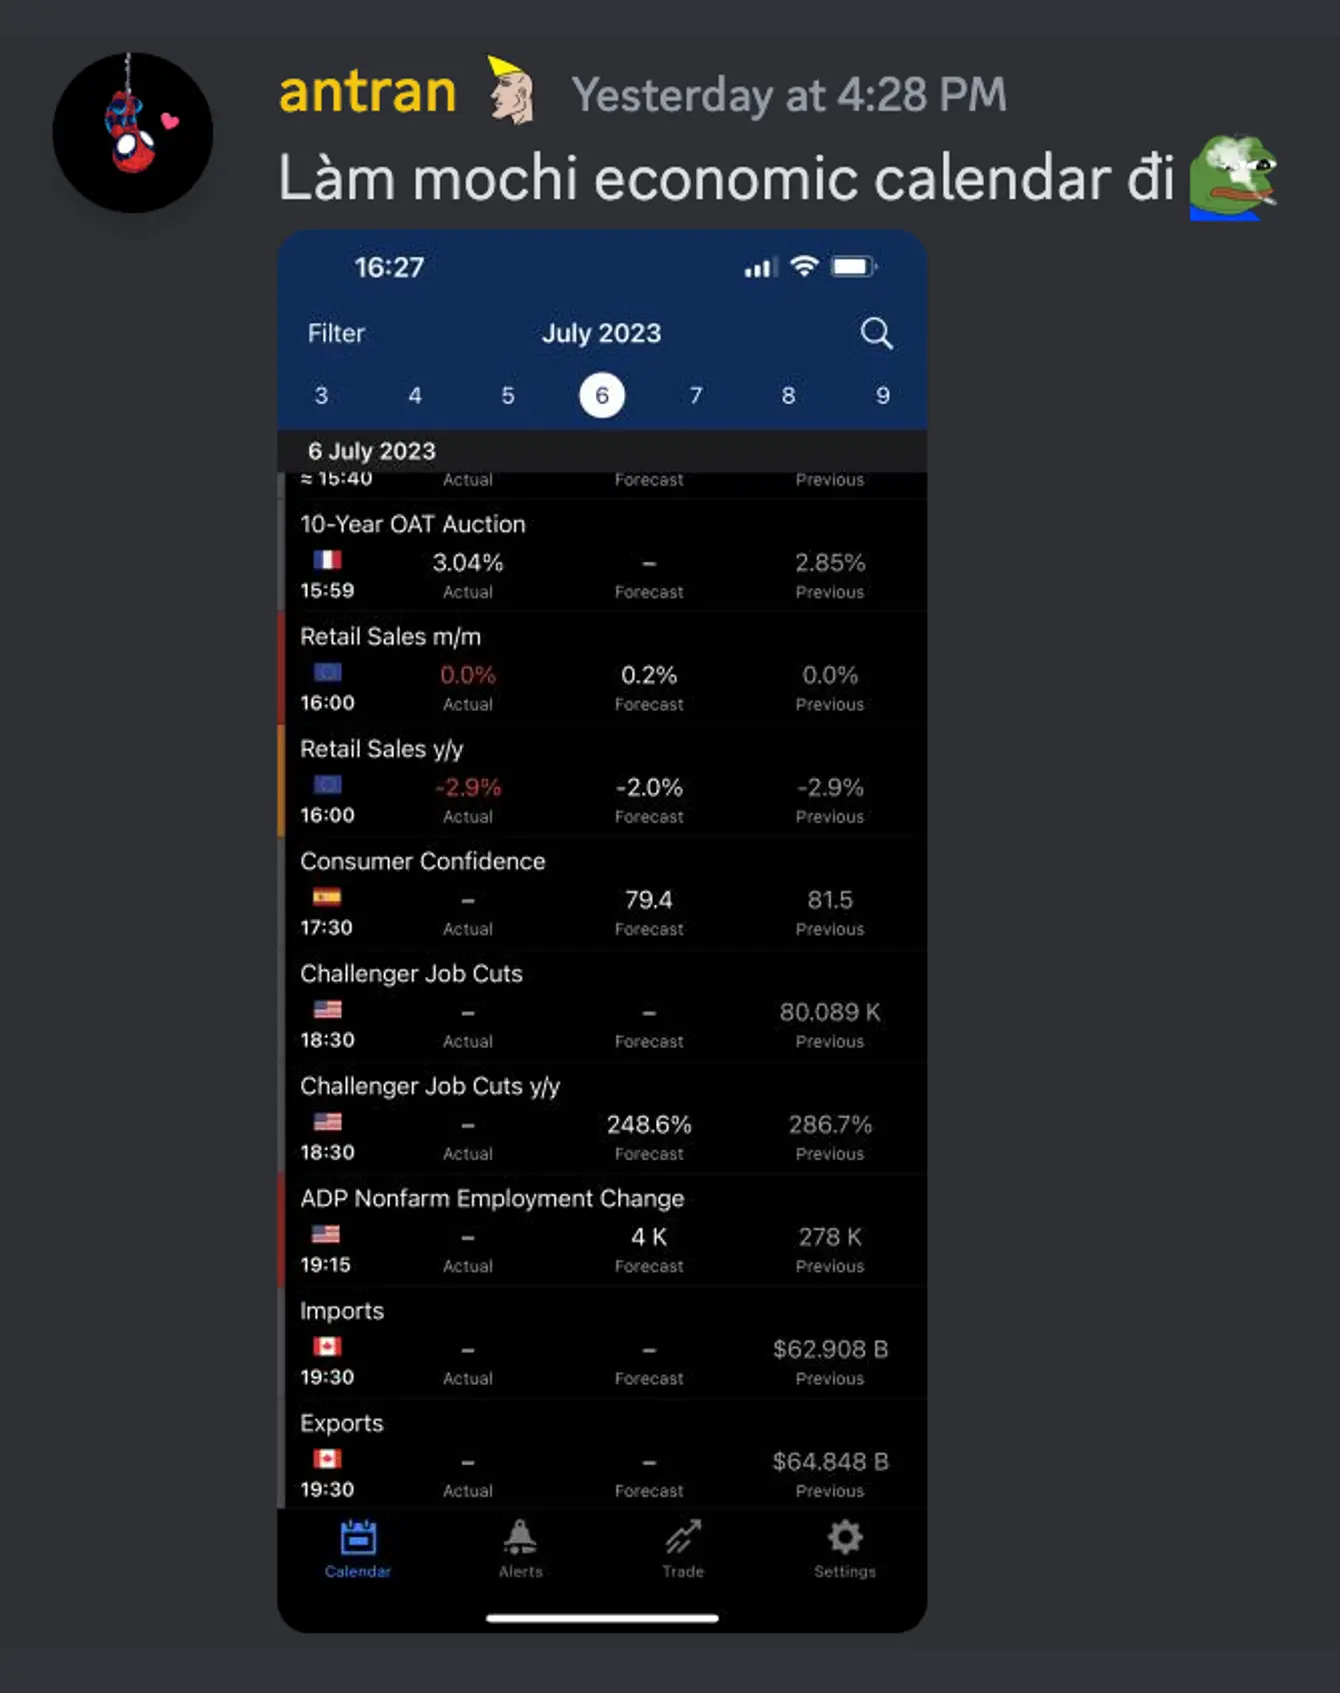 antran Yesterday at 4:28 PM
Làm mochi economic calendar đi
16:27
Filter July 2023
3 4 5 6 7 8 9
6 July 2023
≈ 15:40 Actual Forecast Previous
10-Year OAT Auction
3.04% – 2.85%
15:59 Actual Forecast Previous
Retail Sales m/m
0.0% 0.2% 0.0%
16:00 Actual Forecast Previous
Retail Sales y/y
-2.9% -2.0% -2.9%
16:00 Actual Forecast Previous
Consumer Confidence
– 79.4 81.5
17:30 Actual Forecast Previous
Challenger Job Cuts
– – 80.089 K
18:30 Actual Forecast Previous
Challenger Job Cuts y/y
– 248.6% 286.7%
18:30 Actual Forecast Previous
ADP Nonfarm Employment Change
– 4 K 278 K
19:15 Actual Forecast Previous
Imports
– – $62.908 B
19:30 Actual Forecast Previous
Exports
– – $64.848 B
19:30 Actual Forecast Previous
Calendar Alerts Trade Settings